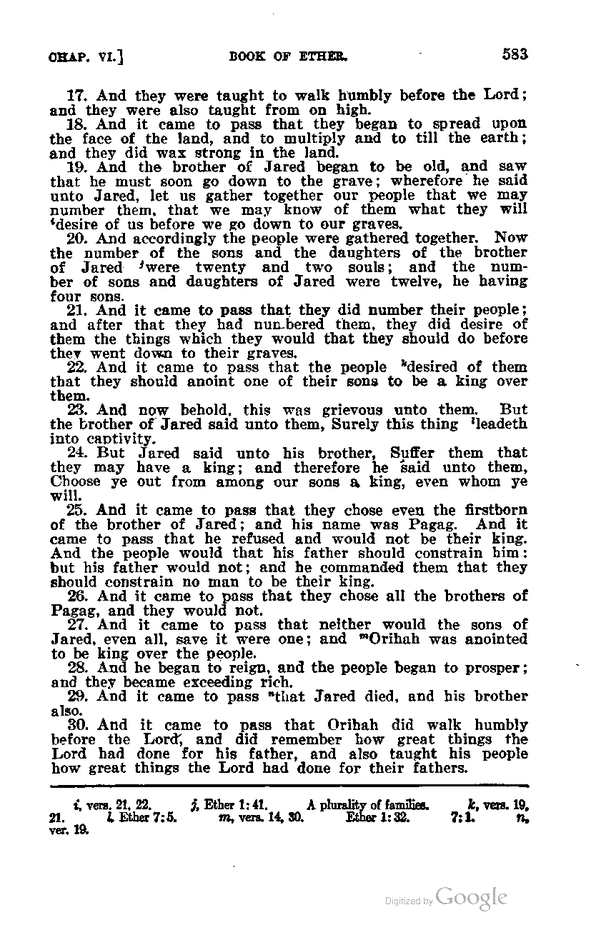 CHAP. VI.] BOOK OF ETHER. 583
17. And they were taught to walk humbly before the Lord;
and they were also taught from on high.
18. And it came to pass that they began to spread upon
the face of the land, and to multiply and to till the earth;
and they did wax strong in the land.
19. And the brother of Jared began to be old, and saw
that he must soon go down to the grave; wherefore he said
unto Jared, let us gather together our people that we may
number them, that we may know of them what they will
ⁱdesire of us before we go down to our graves.
20. And accordingly the people were gathered together. Now
the number of the sons and the daughters of the brother
of Jared ʲwere twenty and two souls; and the num-
ber of sons and daughters of Jared were twelve, he having
four sons.
21. And it came to pass that they did number their people;
and after that they had numbered them, they did desire of
them the things which they would that they should do before
they went down to their graves.
22. And it came to pass that the people ᵏdesired of them
that they should anoint one of their sons to be a king over
them.
23. And now behold, this was grievous unto them. But
the brother of Jared said unto them, Surely this thing ˡleadeth
into captivity.
24. But Jared said unto his brother, Suffer them that
they may have a king; and therefore he said unto them,
Choose ye out from among our sons a king, even whom ye
will.
25. And it came to pass that they chose even the firstborn
of the brother of Jared; and his name was Pagag. And it
came to pass that he refused and would not be their king.
And the people would that his father should constrain him:
but his father would not; and he commanded them that they
should constrain no man to be their king.
26. And it came to pass that they chose all the brothers of
Pagag, and they would not.
27. And it came to pass that neither would the sons of
Jared, even all, save it were one; and ᵐOrihah was anointed
to be king over the people.
28. And he began to reign, and the people began to prosper;
and they became exceeding rich.
29. And it came to pass ⁿthat Jared died, and his brother
also.
30. And it came to pass that Orihah did walk humbly
before the Lord, and did remember how great things the
Lord had done for his father, and also taught his people
how great things the Lord had done for their fathers.
i, vers. 21, 22. j, Ether 1:41. A plurality of families. k, vers. 19,
21. l, Ether 7:5. m, vers. 14, 30. Ether 1:32. 7:1. n,
ver. 19.
Digitized by Google